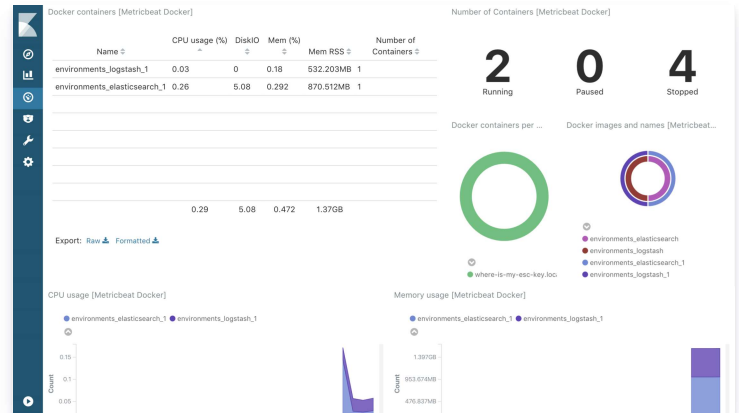 Docker containers [Metricbeat Docker]
Number of Containers [Metricbeat Docker]
Name CPU usage (%) DiskIO Mem (%) Mem RSS Number of Containers
environments_logstash_1 0.03 0 0.18 532.203MB 1
environments_elasticsearch_1 0.26 5.08 0.292 870.512MB 1
0.29 5.08 0.472 1.37GB
Export: Raw Formatted
2 0 4
Running Paused Stopped
Docker containers per ...
Docker images and names [Metricbeat...
where-is-my-esc-key.loc
environments_elasticsearch
environments_logstash
environments_elasticsearch_1
environments_logstash_1
CPU usage [Metricbeat Docker]
environments_elasticsearch_1 environments_logstash_1
Count
0.15
0.1
0.05
Memory usage [Metricbeat Docker]
environments_elasticsearch_1 environments_logstash_1
Count
1.397GB
953.674MB
476.837MB